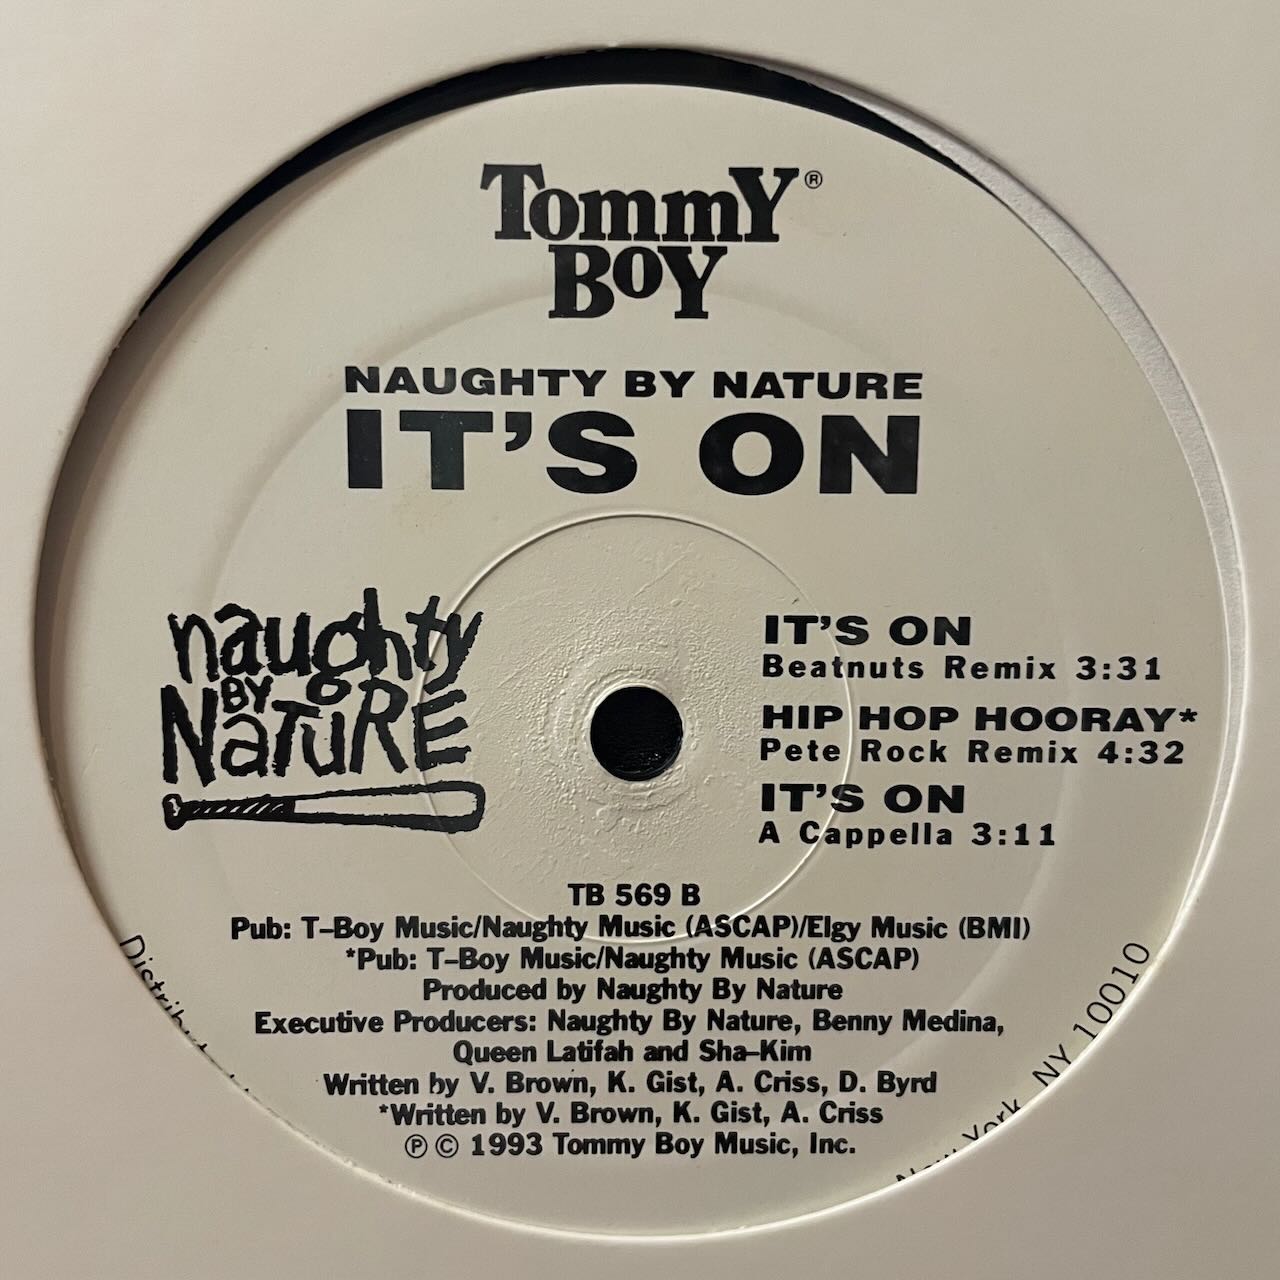 Tommy®
Boy
NAUGHTY BY NATURE
IT'S ON
naughty
BY
NaTuRE
IT'S ON
Beatnuts Remix 3:31
HIP HOP HOORAY*
Pete Rock Remix 4:32
IT'S ON
A Cappella 3:11
TB 569 B
Pub: T-Boy Music/Naughty Music (ASCAP)/Elgy Music (BMI)
*Pub: T-Boy Music/Naughty Music (ASCAP)
Produced by Naughty By Nature
Executive Producers: Naughty By Nature, Benny Medina,
Queen Latifah and Sha-Kim
Written by V. Brown, K. Gist, A. Criss, D. Byrd
*Written by V. Brown, K. Gist, A. Criss
℗ © 1993 Tommy Boy Music, Inc.
New York, NY 10010